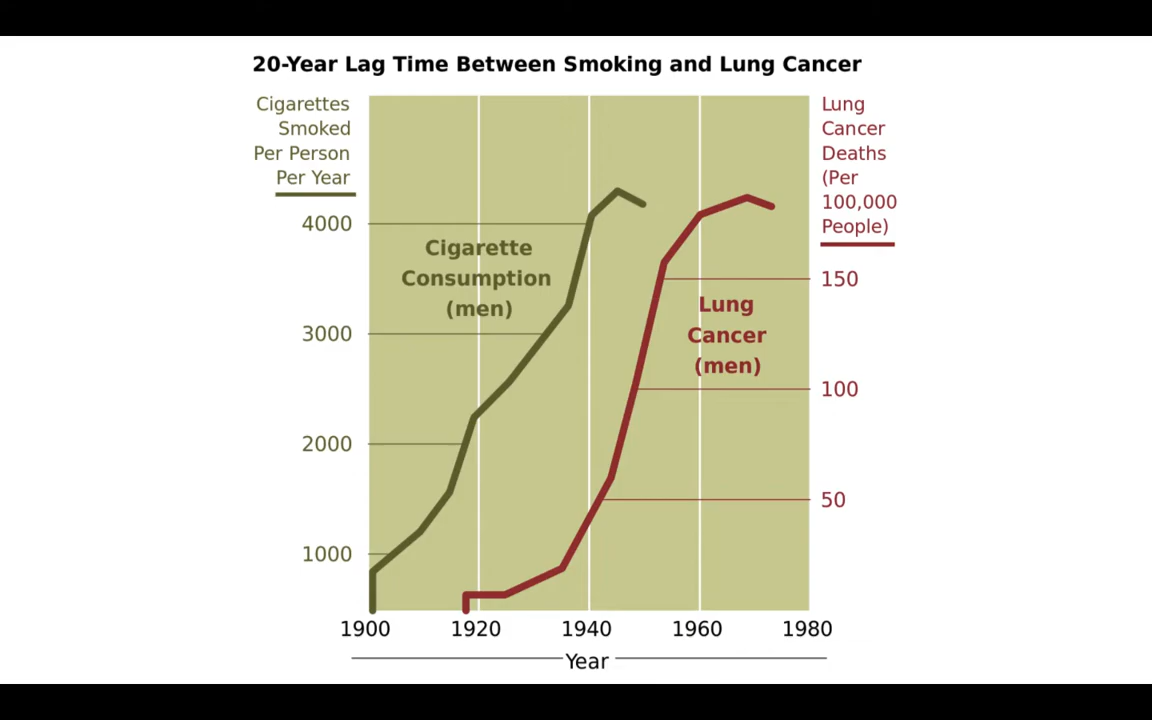 20-Year Lag Time Between Smoking and Lung Cancer
Cigarettes
Smoked
Per Person
Per Year
Lung
Cancer
Deaths
(Per
100,000
People)
4000
3000
2000
1000
Cigarette
Consumption
(men)
Lung
Cancer
(men)
150
100
50
1900 1920 1940 1960 1980
Year